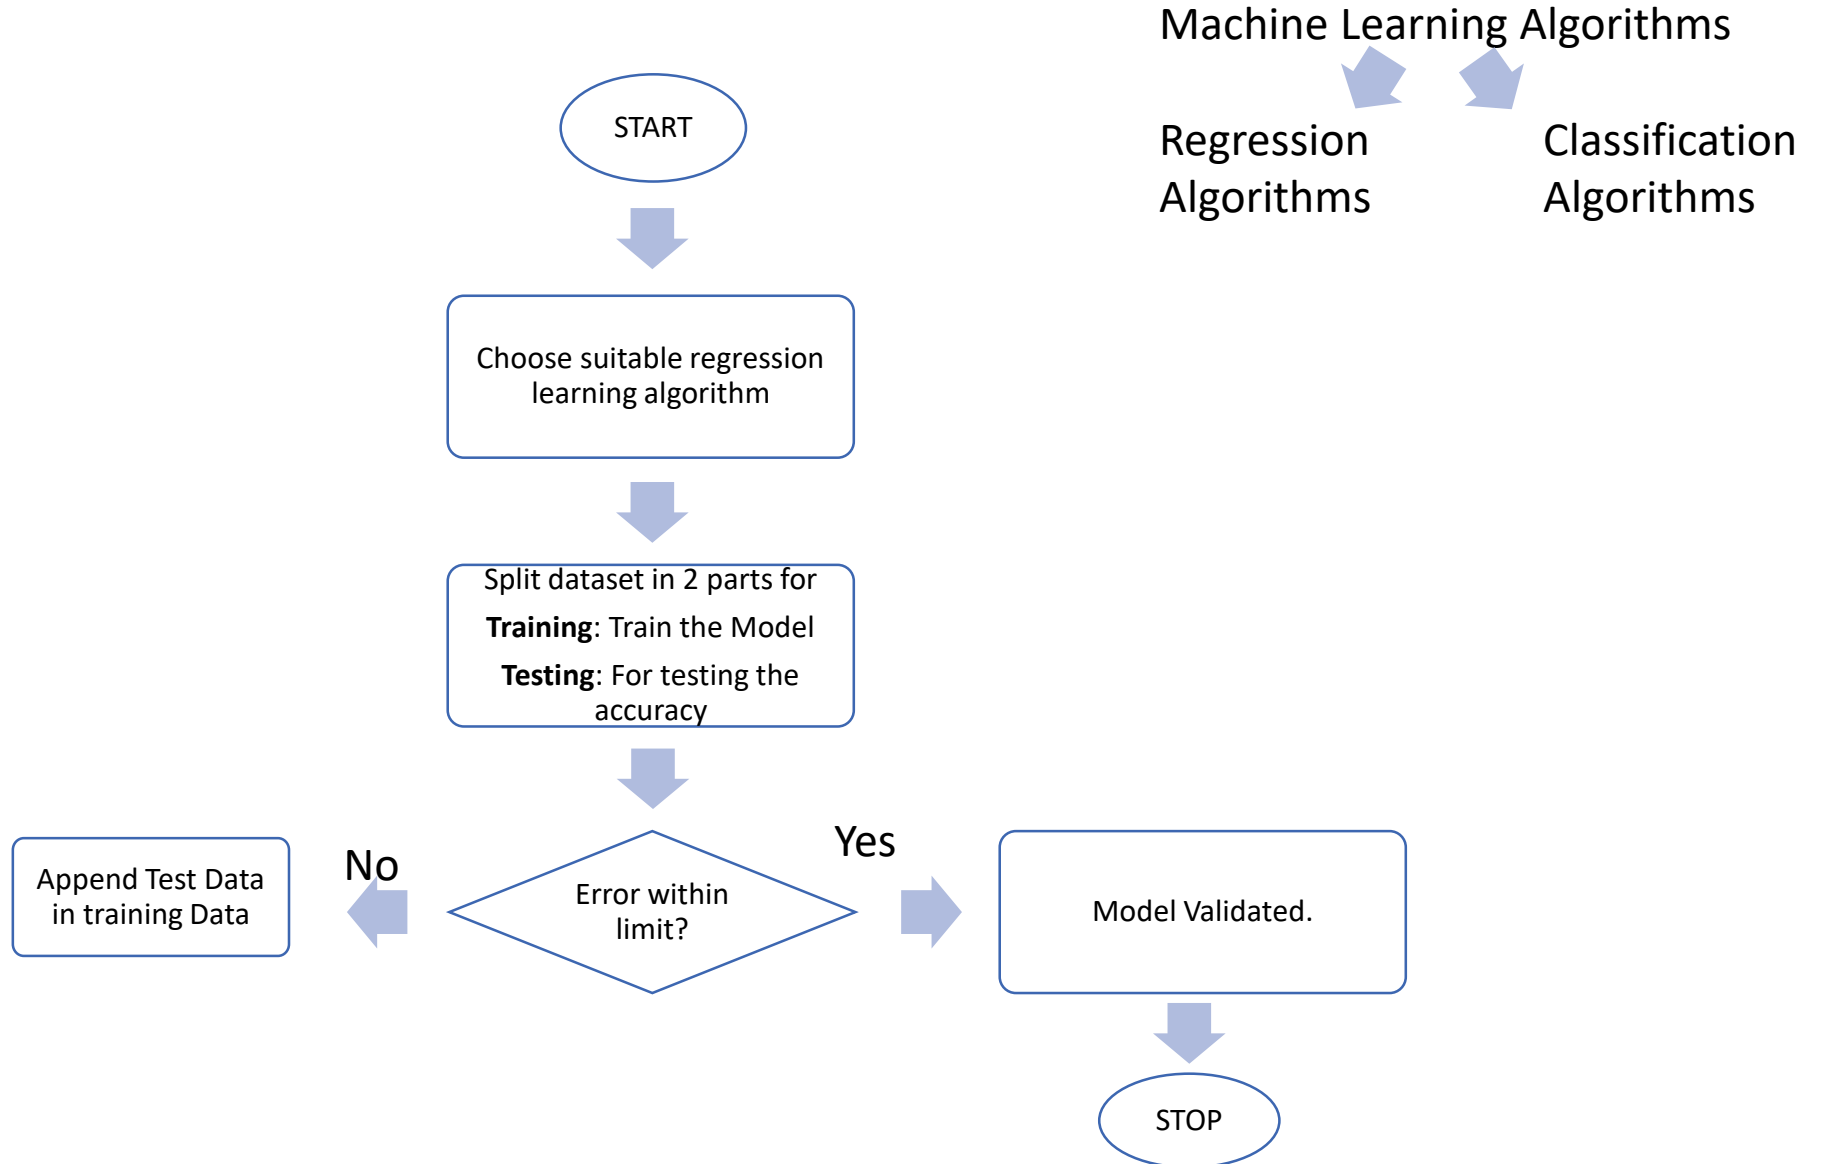 Machine Learning Algorithms
Regression
Algorithms
Classification
Algorithms
START
Choose suitable regression
learning algorithm
Split dataset in 2 parts for
Training: Train the Model
Testing: For testing the
accuracy
Error within
limit?
No
Append Test Data
in training Data
Yes
Model Validated.
STOP